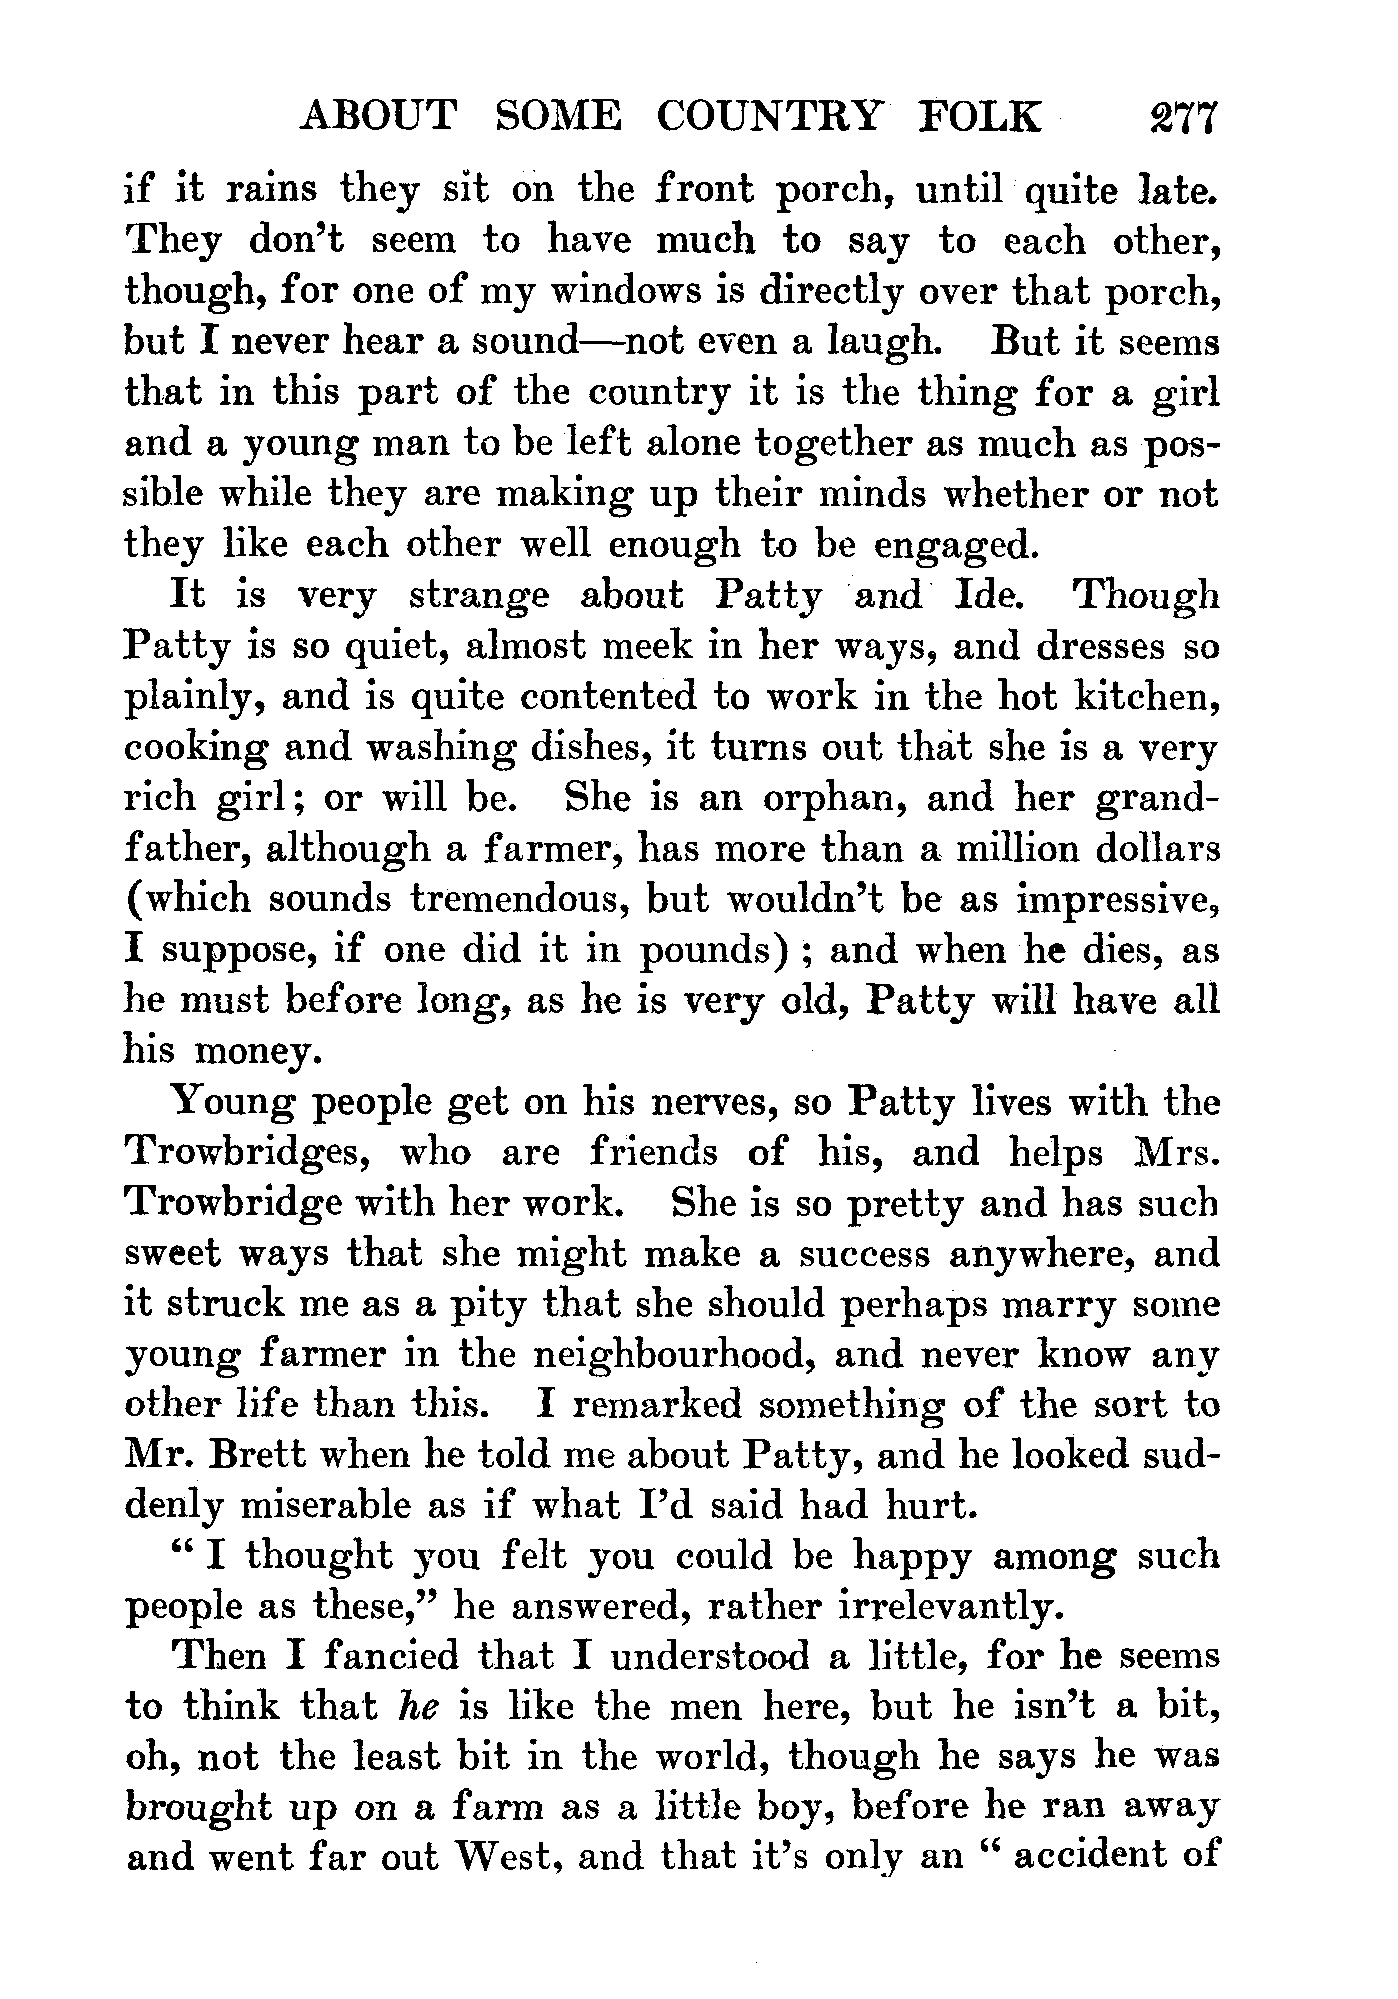 ABOUT SOME COUNTRY FOLK 277
if it rains they sit on the front porch, until quite late.
They don't seem to have much to say to each other,
though, for one of my windows is directly over that porch,
but I never hear a sound—not even a laugh. But it seems
that in this part of the country it is the thing for a girl
and a young man to be left alone together as much as pos-
sible while they are making up their minds whether or not
they like each other well enough to be engaged.
It is very strange about Patty and Ide. Though
Patty is so quiet, almost meek in her ways, and dresses so
plainly, and is quite contented to work in the hot kitchen,
cooking and washing dishes, it turns out that she is a very
rich girl; or will be. She is an orphan, and her grand-
father, although a farmer, has more than a million dollars
(which sounds tremendous, but wouldn't be as impressive,
I suppose, if one did it in pounds) ; and when he dies, as
he must before long, as he is very old, Patty will have all
his money.
Young people get on his nerves, so Patty lives with the
Trowbridges, who are friends of his, and helps Mrs.
Trowbridge with her work. She is so pretty and has such
sweet ways that she might make a success anywhere, and
it struck me as a pity that she should perhaps marry some
young farmer in the neighbourhood, and never know any
other life than this. I remarked something of the sort to
Mr. Brett when he told me about Patty, and he looked sud-
denly miserable as if what I'd said had hurt.
" I thought you felt you could be happy among such
people as these," he answered, rather irrelevantly.
Then I fancied that I understood a little, for he seems
to think that he is like the men here, but he isn't a bit,
oh, not the least bit in the world, though he says he was
brought up on a farm as a little boy, before he ran away
and went far out West, and that it's only an " accident of